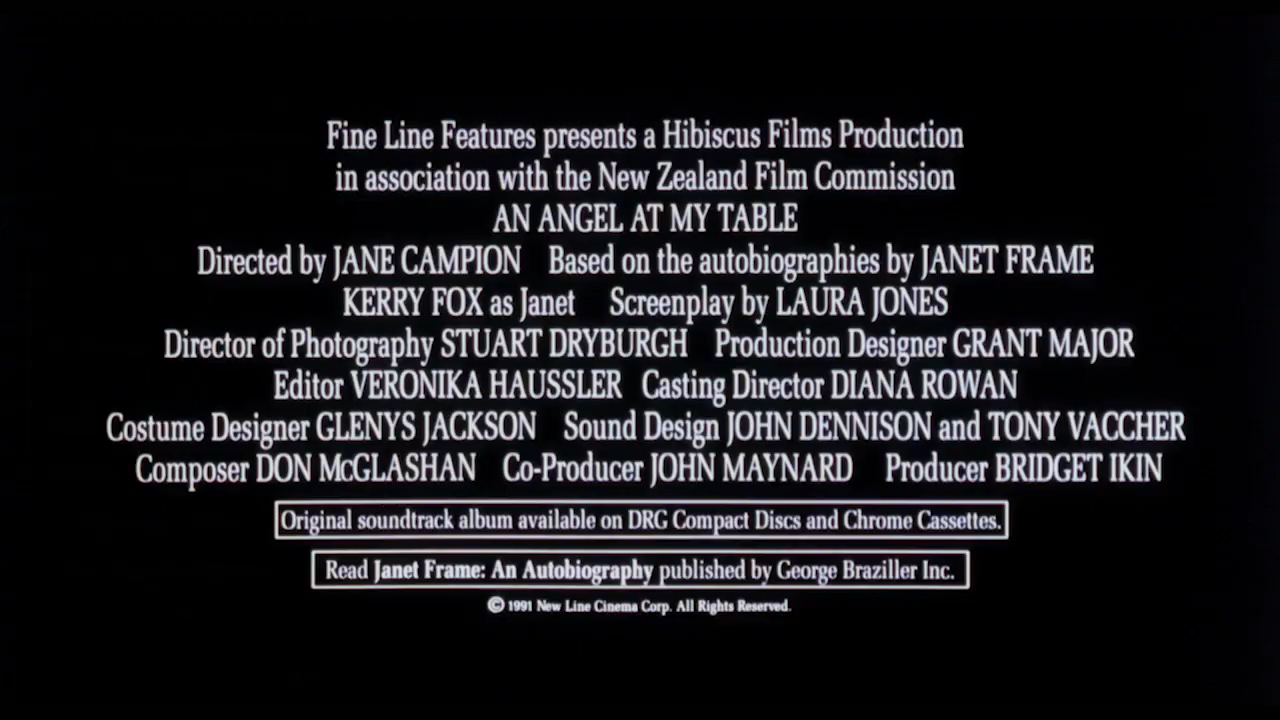 Fine Line Features presents a Hibiscus Films Production
in association with the New Zealand Film Commission
AN ANGEL AT MY TABLE
Directed by JANE CAMPION Based on the autobiographies by JANET FRAME
KERRY FOX as Janet Screenplay by LAURA JONES
Director of Photography STUART DRYBURGH Production Designer GRANT MAJOR
Editor VERONIKA HAUSSLER Casting Director DIANA ROWAN
Costume Designer GLENYS JACKSON Sound Design JOHN DENNISON and TONY VACCHER
Composer DON McGLASHAN Co-Producer JOHN MAYNARD Producer BRIDGET IKIN
Original soundtrack album available on DRG Compact Discs and Chrome Cassettes.
Read Janet Frame: An Autobiography published by George Braziller Inc.
© 1991 New Line Cinema Corp. All Rights Reserved.